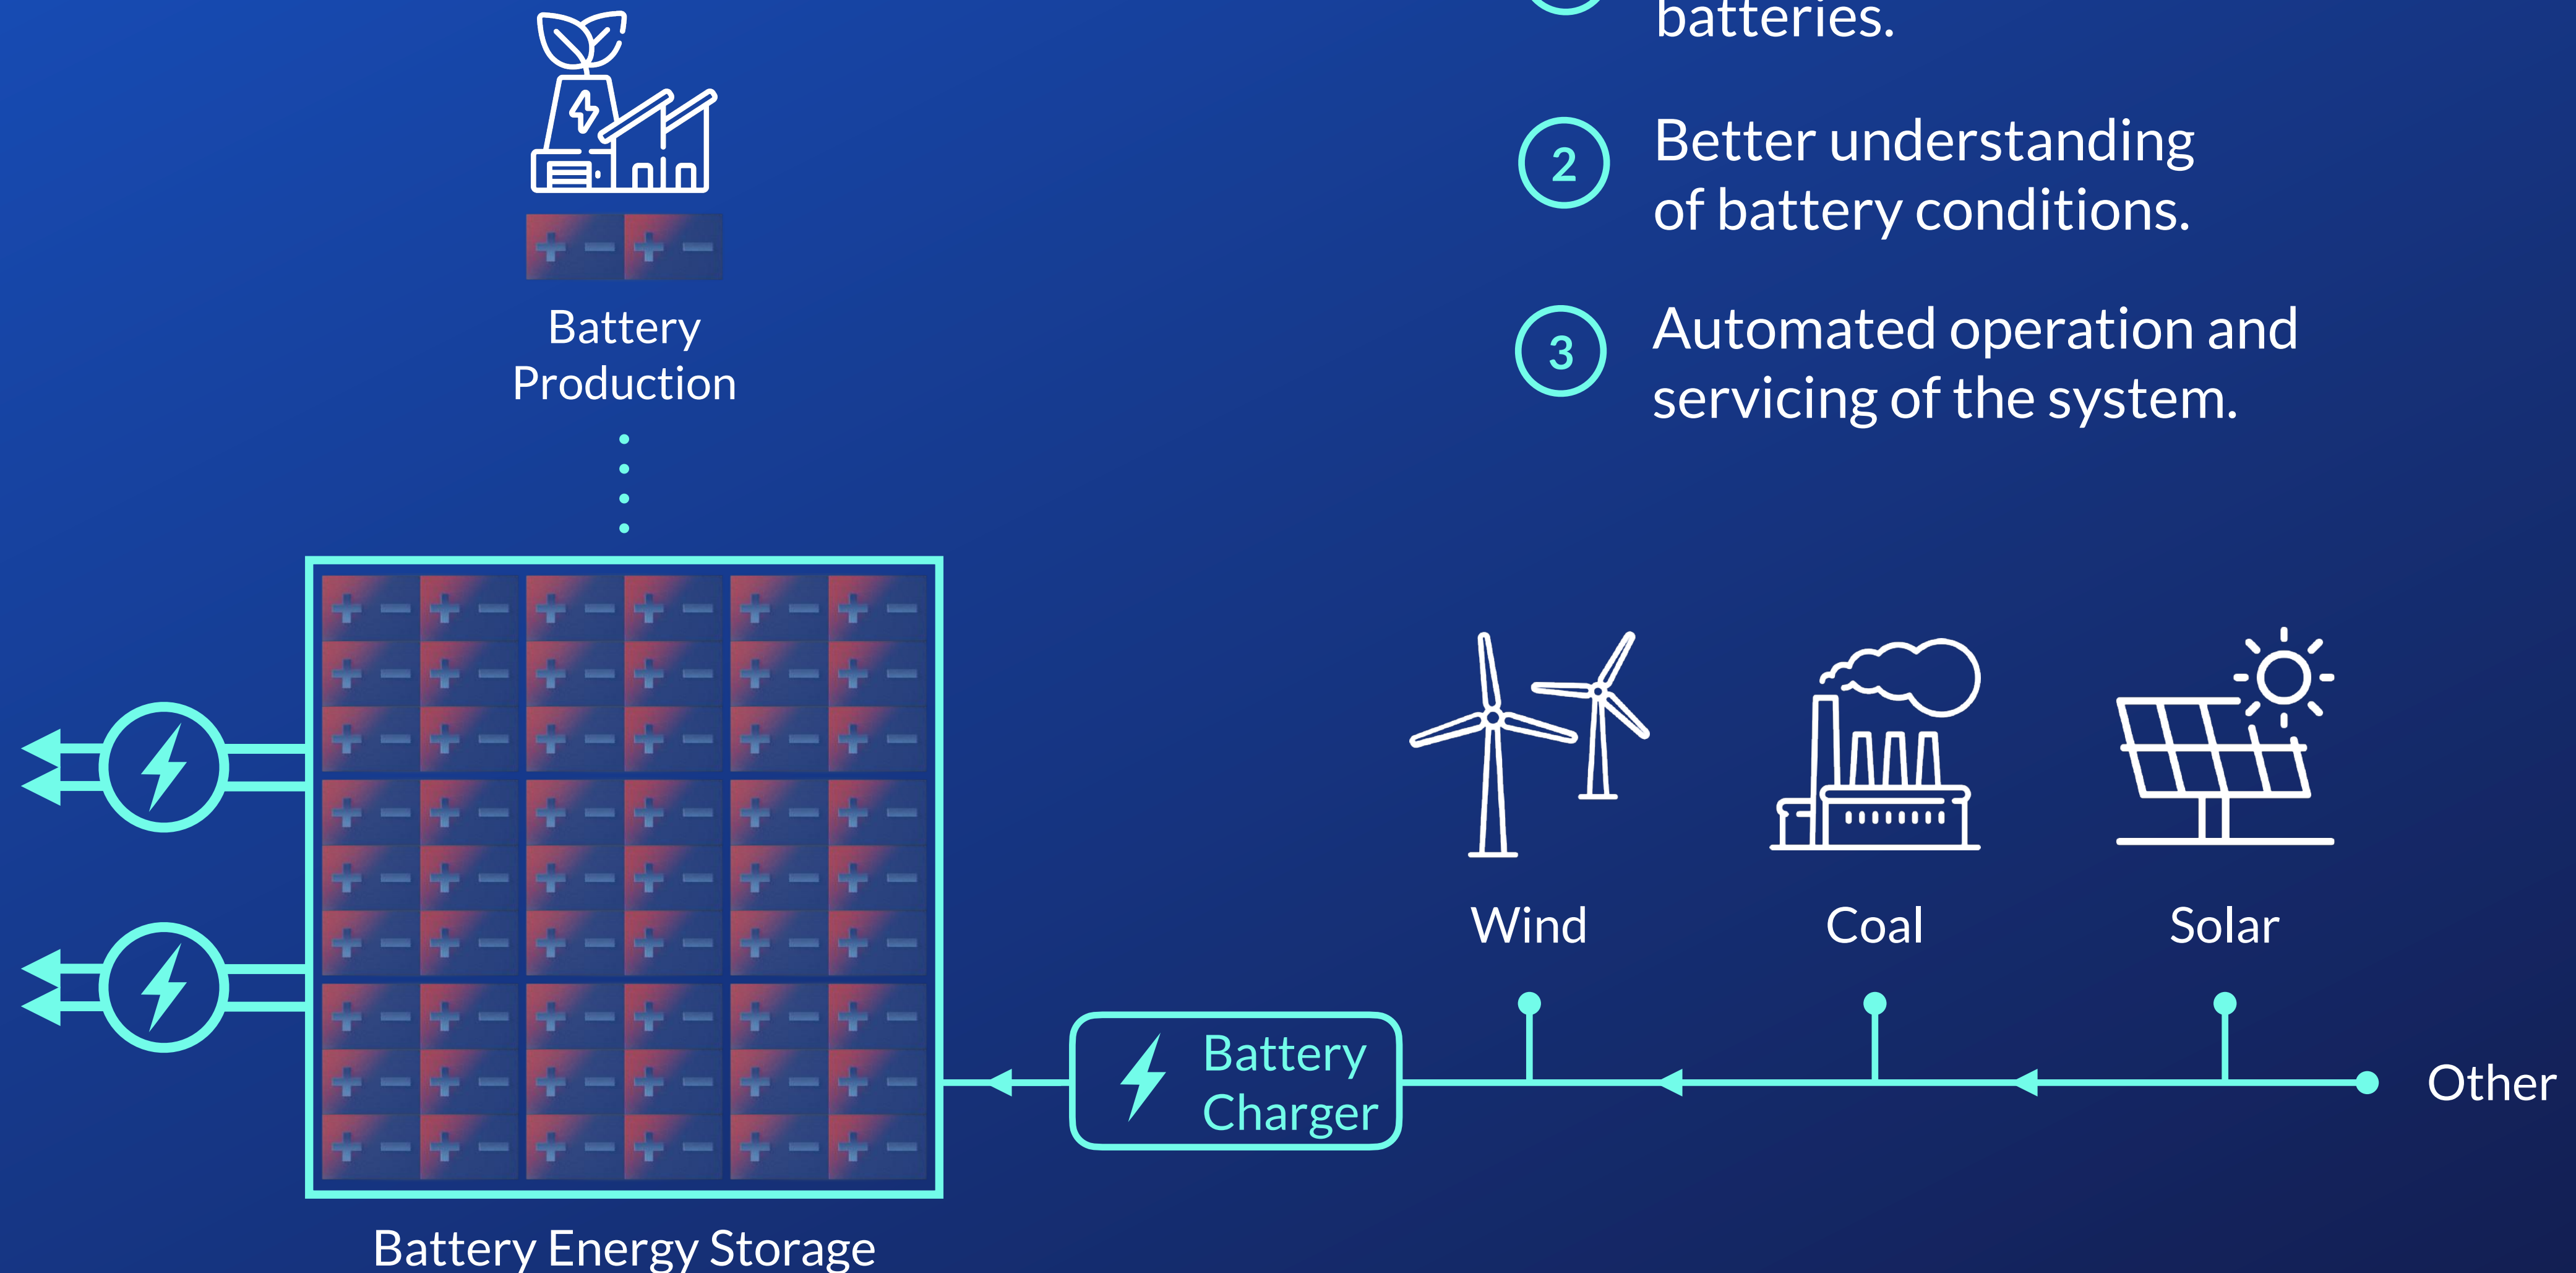 batteries.
2
Better understanding
of battery conditions.
3
Automated operation and
servicing of the system.
Battery
Production
Wind
Coal
Solar
Battery
Charger
Other
Battery Energy Storage